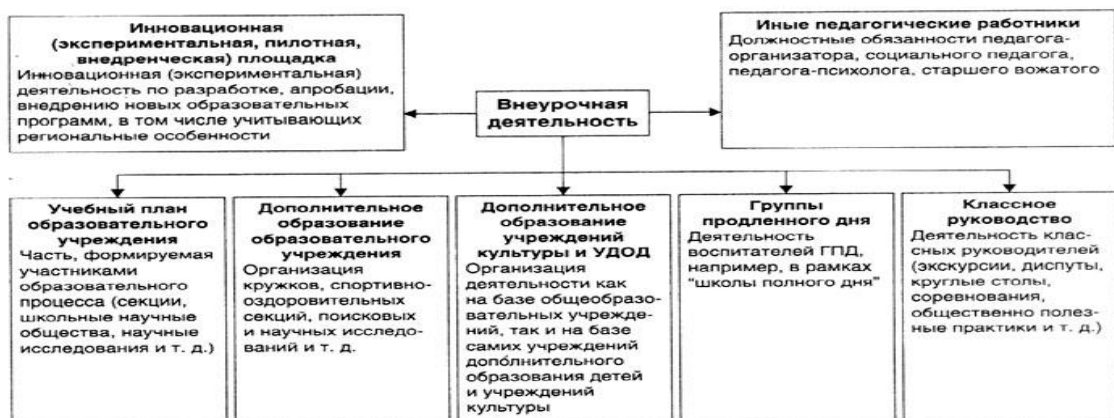 Инновационная
(экспериментальная, пилотная,
внедренческая) площадка
Инновационная (экспериментальная)
деятельность по разработке, апробации,
внедрению новых образовательных
программ, в том числе учитывающих
региональные особенности
Внеурочная
деятельность
Иные педагогические работники
Должностные обязанности педагога-
организатора, социального педагога,
педагога-психолога, старшего вожатого
Учебный план
образовательного
учреждения
Часть, формируемая
участниками
образовательного
процесса (секции,
школьные научные
общества, научные
исследования и т. д.)
Дополнительное
образование
образовательного
учреждения
Организация
кружков, спортивно-
оздоровительных
секций, поисковых
и научных исследо-
ваний и т. д.
Дополнительное
образование
учреждений
культуры и УДОД
Организация
деятельности как
на базе общеобразо-
вательных учрежде-
ний, так и на базе
самих учреждений
дополнительного
образования детей
и учреждений
культуры
Группы
продленного дня
Деятельность
воспитателей ГПД,
например, в рамках
"школы полного дня"
Классное
руководство
Деятельность клас-
сных руководителей
(экскурсии, диспуты,
круглые столы,
соревнования,
общественно полез-
ные практики и т. д.)